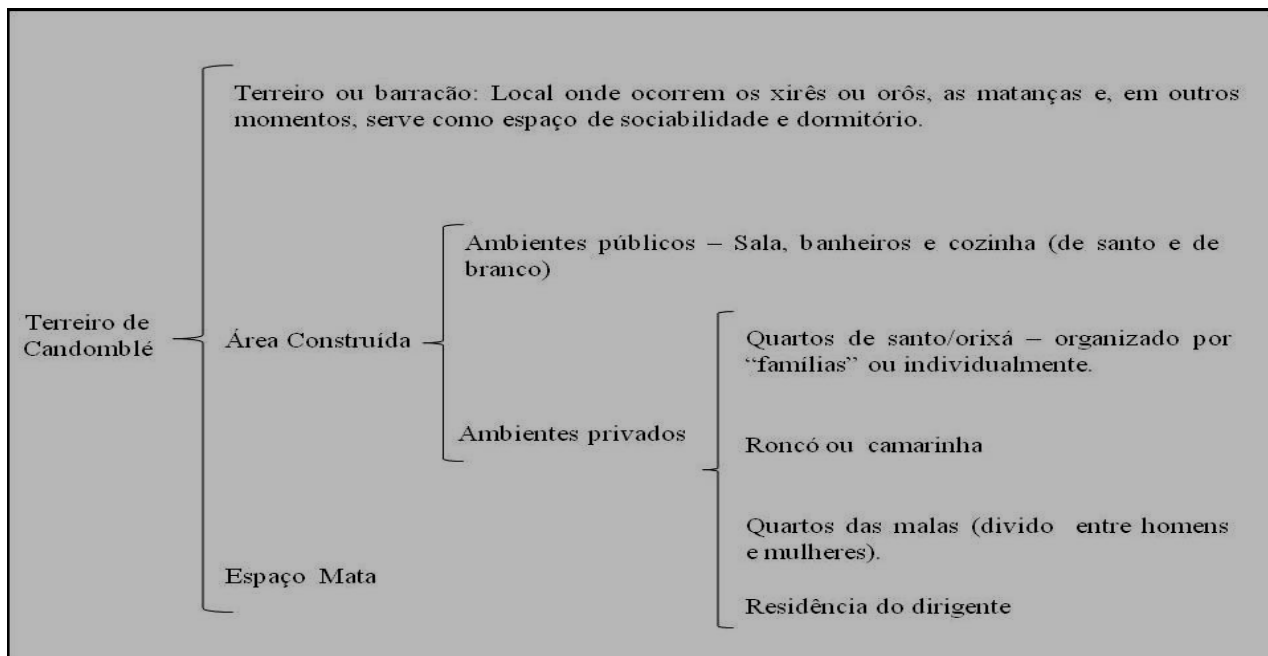 Terreiro ou barracão: Local onde ocorrem os xirês ou orôs, as matanças e, em outros
momentos, serve como espaço de sociabilidade e dormitório.
Ambientes públicos – Sala, banheiros e cozinha (de santo e de
branco)
Terreiro de
Candomblé
Área Construída
Quartos de santo/orixá – organizado por
“famílias” ou individualmente.
Ambientes privados
Roncó ou camarinha
Quartos das malas (divido entre homens
e mulheres).
Espaço Mata
Residência do dirigente